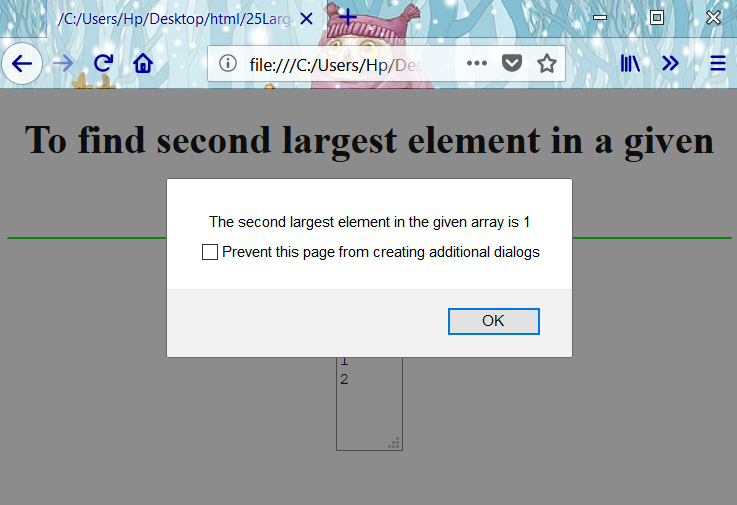 /C:/Users/Hp/Desktop/html/25Larg
file:///C:/Users/Hp/Des
To find second largest element in a given
The second largest element in the given array is 1
Prevent this page from creating additional dialogs
OK
1
2